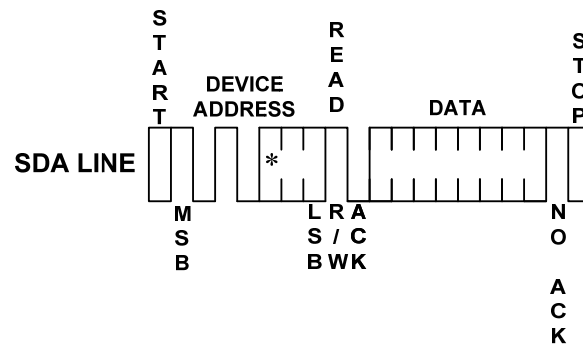 START
READ
STOP
DEVICE
ADDRESS
DATA
SDA LINE
*
MSB
LSB
R/W
ACK
NO ACK